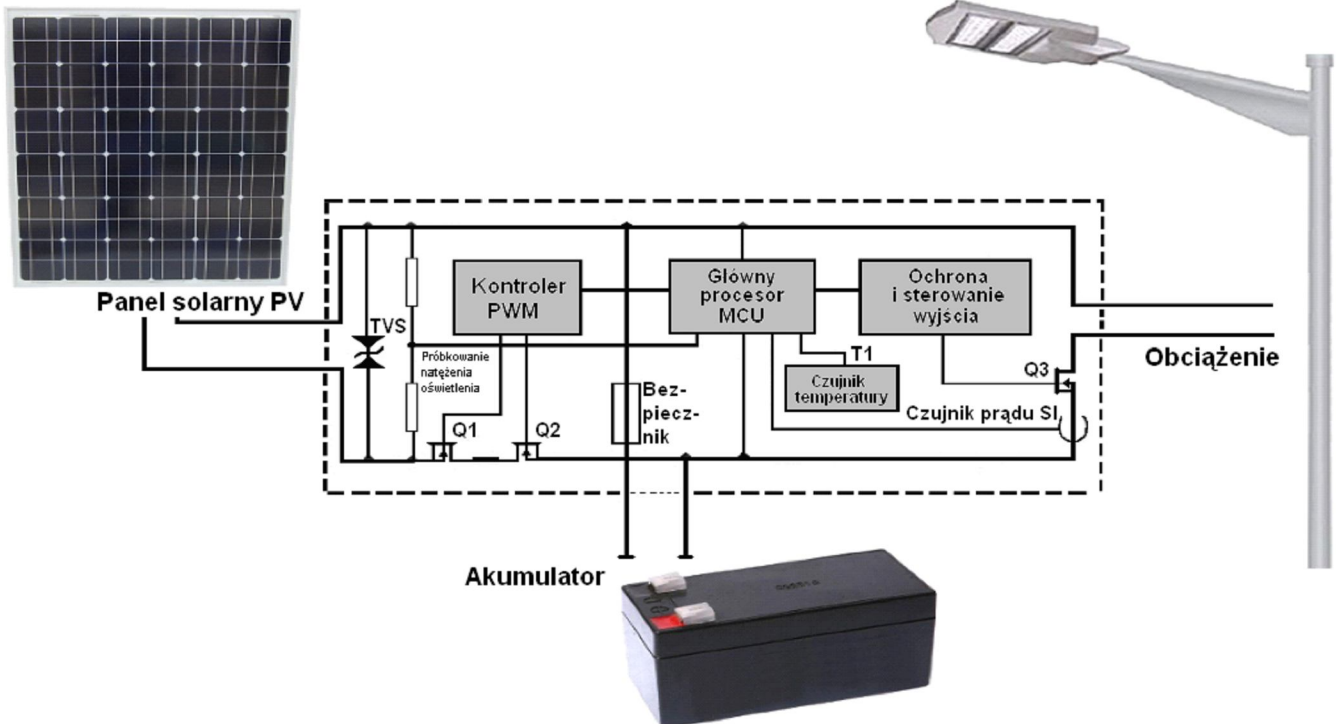 Panel solarny PV
TVS
Kontroler
PWM
Główny
procesor
MCU
Ochrona
i sterowanie
wyjścia
Próbkowanie
natężenia
oświetlenia
T1
Czujnik
temperatury
Q3
Obciążenie
Bez-
piecz-
nik
Czujnik prądu SI
Q1
Q2
Akumulator